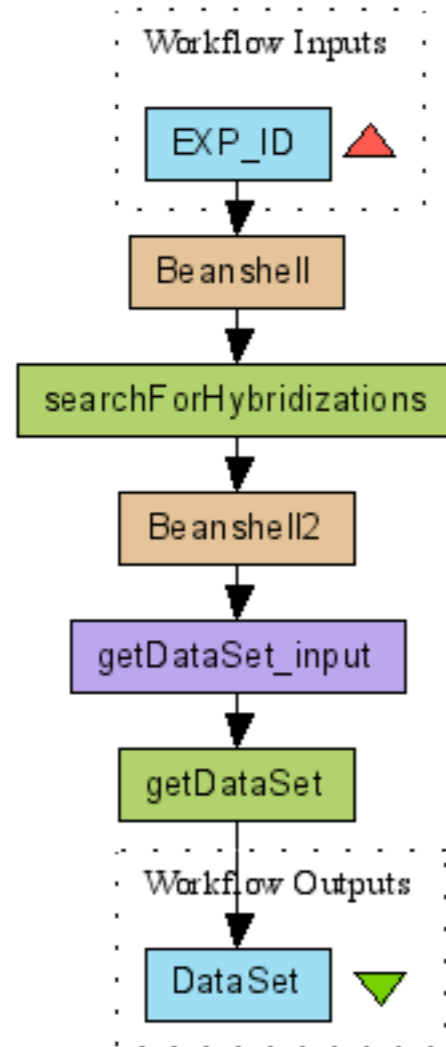 Workflow Inputs
EXP_ID
Beanshell
searchForHybridizations
Beanshell2
getDataSet_input
getDataSet
Workflow Outputs
DataSet